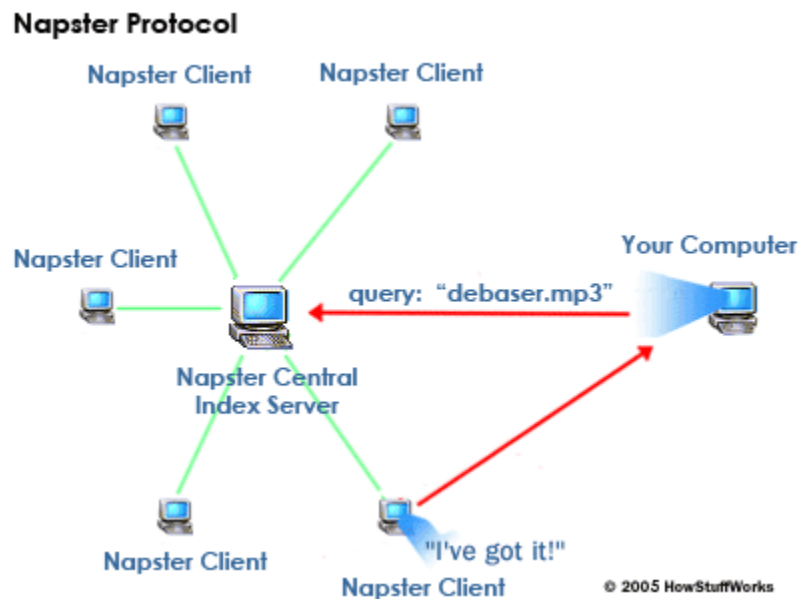 Napster Protocol
Napster Client
Napster Client
Napster Client
Your Computer
query: “debaser.mp3”
Napster Central
Index Server
Napster Client
"I've got it!"
Napster Client
© 2005 HowStuffWorks